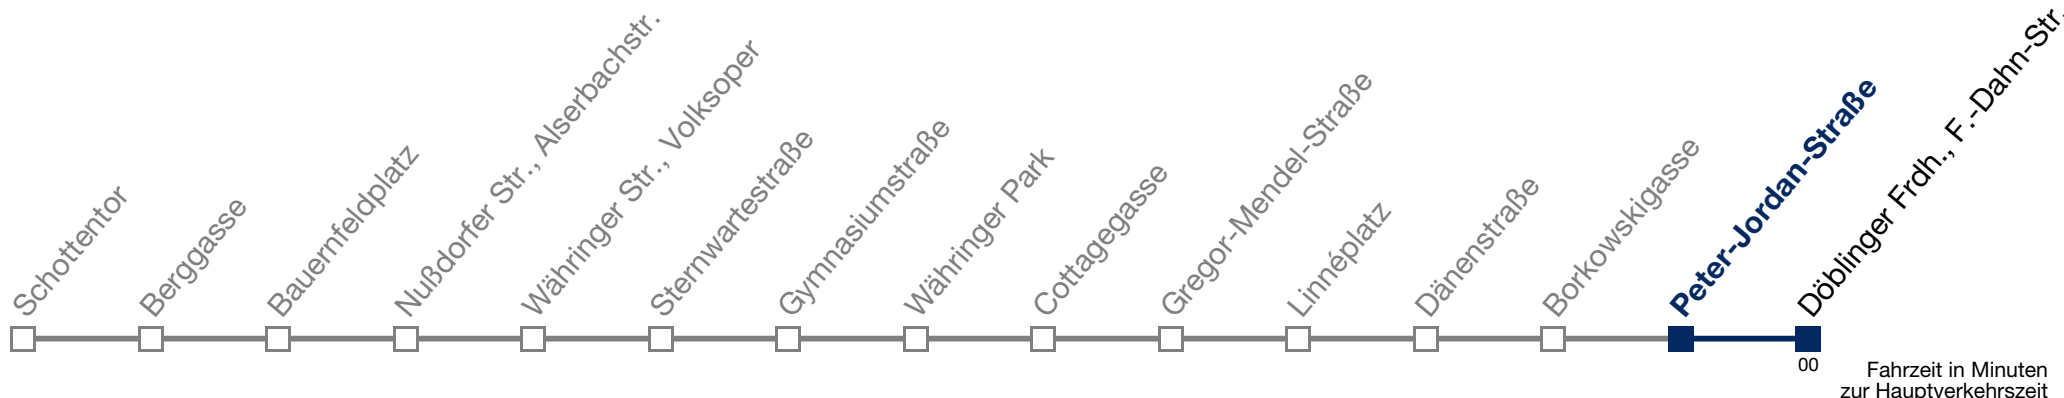 Schottentor
Berggasse
Bauernfeldplatz
Nußdorfer Str., Alserbachstr.
Währinger Str., Volksoper
Sternwartestraße
Gymnasiumstraße
Währinger Park
Cottagegasse
Gregor-Mendel-Straße
Linnéplatz
Dänenstraße
Borkowskigasse
Peter-Jordan-Straße
Döblinger Frdh., F.-Dahn-Str.
00
Fahrzeit in Minuten
zur Hauptverkehrszeit